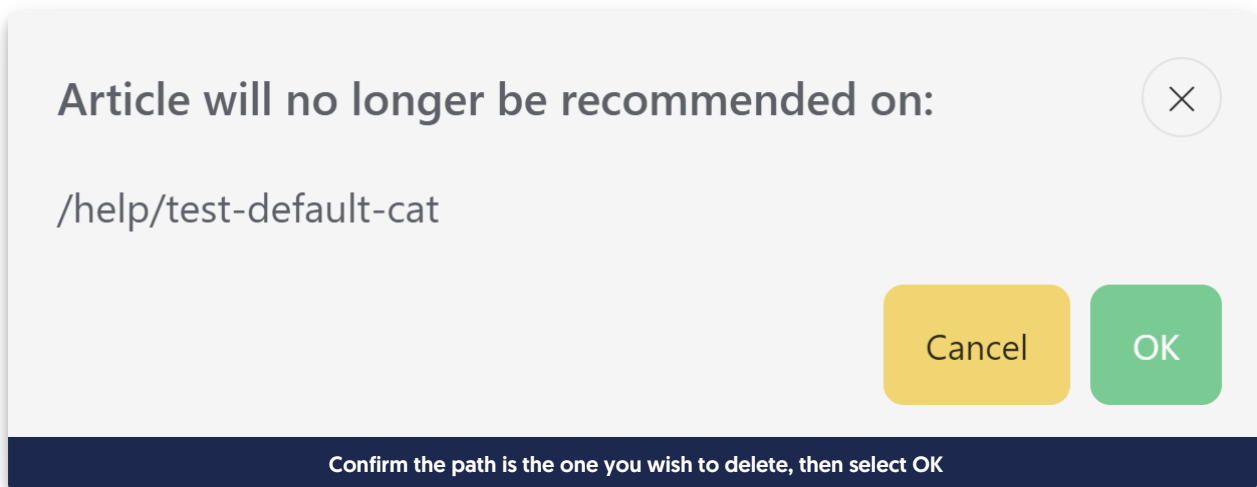 Article will no longer be recommended on:
/help/test-default-cat
Cancel
OK
Confirm the path is the one you wish to delete, then select OK